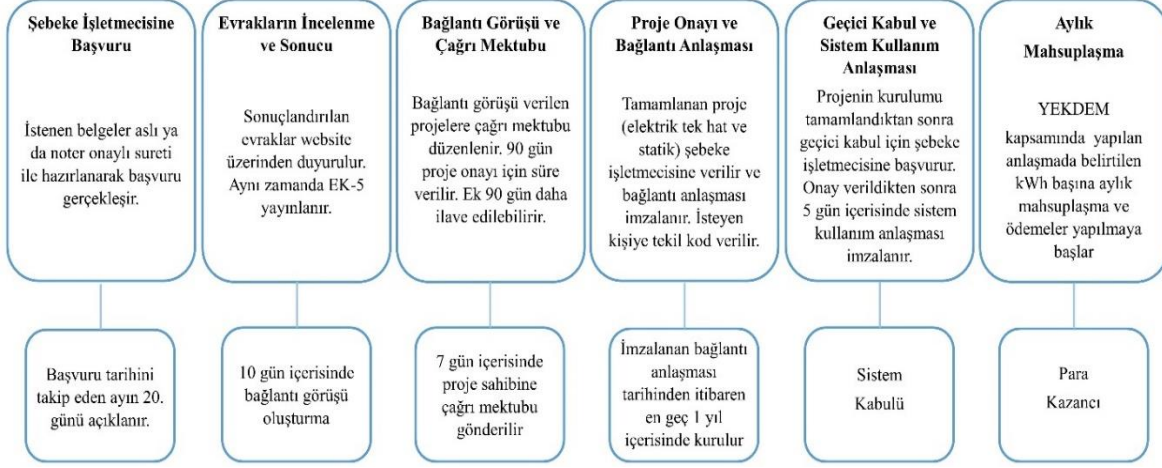 Şebeke İşletmecisine
Başvuru
İstenen belgeler aslı ya
da noter onaylı sureti
ile hazırlanarak başvuru
gerçekleşir.
Başvuru tarihini
takip eden ayın 20.
günü açıklanır.
Evrakların İncelenme
ve Sonucu
Sonuçlandırılan
evraklar website
üzerinden duyurulur.
Aynı zamanda EK-5
yayınlanır.
10 gün içerisinde
bağlantı görüşü
oluşturma
Bağlantı Görüşü ve
Çağrı Mektubu
Bağlantı görüşü verilen
projelere çağrı mektubu
düzenlenir. 90 gün
proje onayı için süre
verilir. Ek 90 gün daha
ilave edilebilirir.
7 gün içerisinde
proje sahibine
çağrı mektubu
gönderilir
Proje Onayı ve
Bağlantı Anlaşması
Tamamlanan proje
(elektrik tek hat ve
statik) şebeke
işletmecisine verilir ve
bağlantı anlaşması
imzalanır. İsteyen
kişiye tekil kod verilir.
İmzalanan bağlantı
anlaşması
tarihinden itibaren
en geç 1 yıl
içerisinde kurulur
Geçici Kabul ve
Sistem Kullanım
Anlaşması
Projenin kurulumu
tamamlandıktan sonra
geçici kabul için şebeke
işletmecisine başvurur.
Onay verildikten sonra
5 gün içerisinde sistem
kullanım anlaşması
imzalanır.
Sistem
Kabulü
Aylık
Mahsuplaşma
YEKDEM
kapsamında yapılan
anlaşmada belirtilen
kWh başına aylık
mahsuplaşma ve
ödemeler yapılmaya
başlar
Para
Kazancı